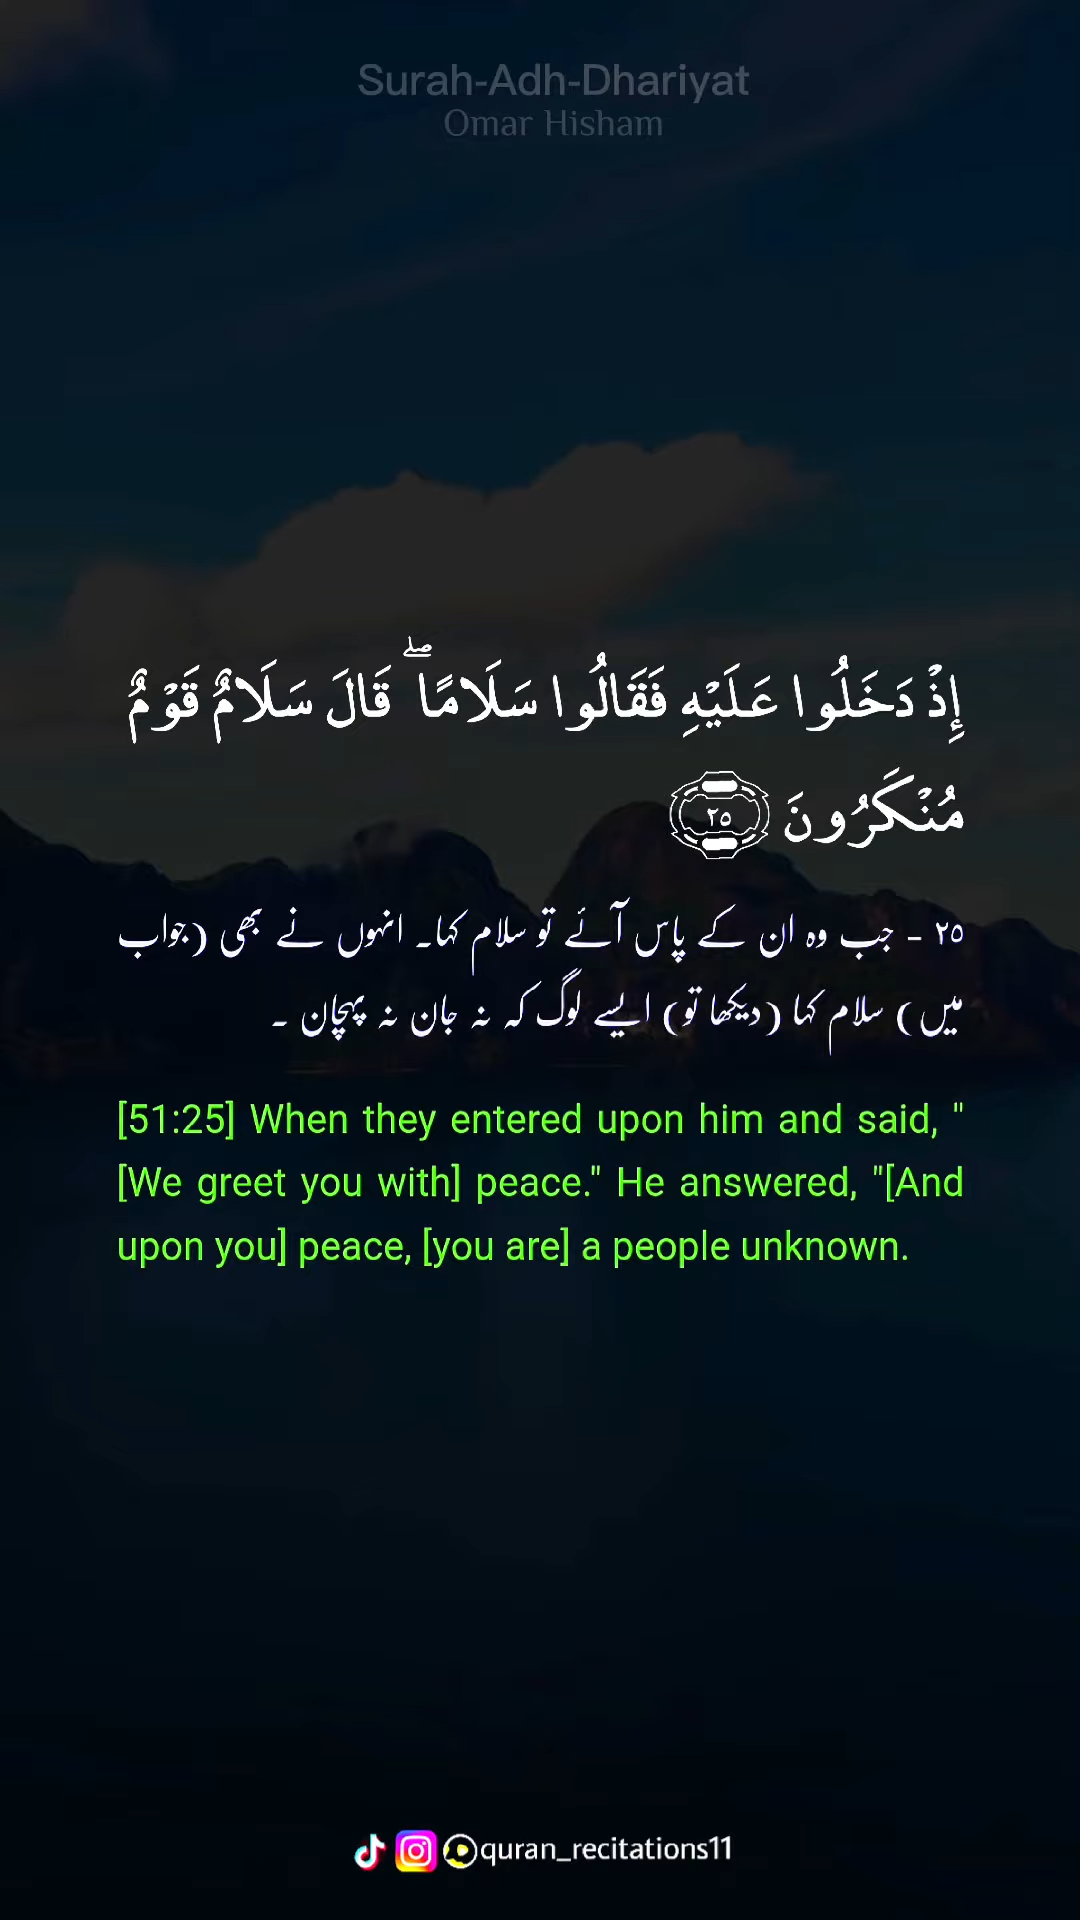 Surah-Adh-Dhariyat
Omar Hisham
إِذْ دَخَلُوا عَلَيْهِ فَقَالُوا سَلَامًا ۖ قَالَ سَلَامٌ قَوْمٌ
مُنْكَرُونَ ٢٥
٢٥ - جب وہ ان کے پاس آئے تو سلام کہا۔ انہوں نے بھی (جواب
میں) سلام کہا (دیکھا تو) ایسے لوگ کہ نہ جان نہ پہچان ۔
[51:25] When they entered upon him and said, "
[We greet you with] peace." He answered, "[And
upon you] peace, [you are] a people unknown.
quran_recitations11